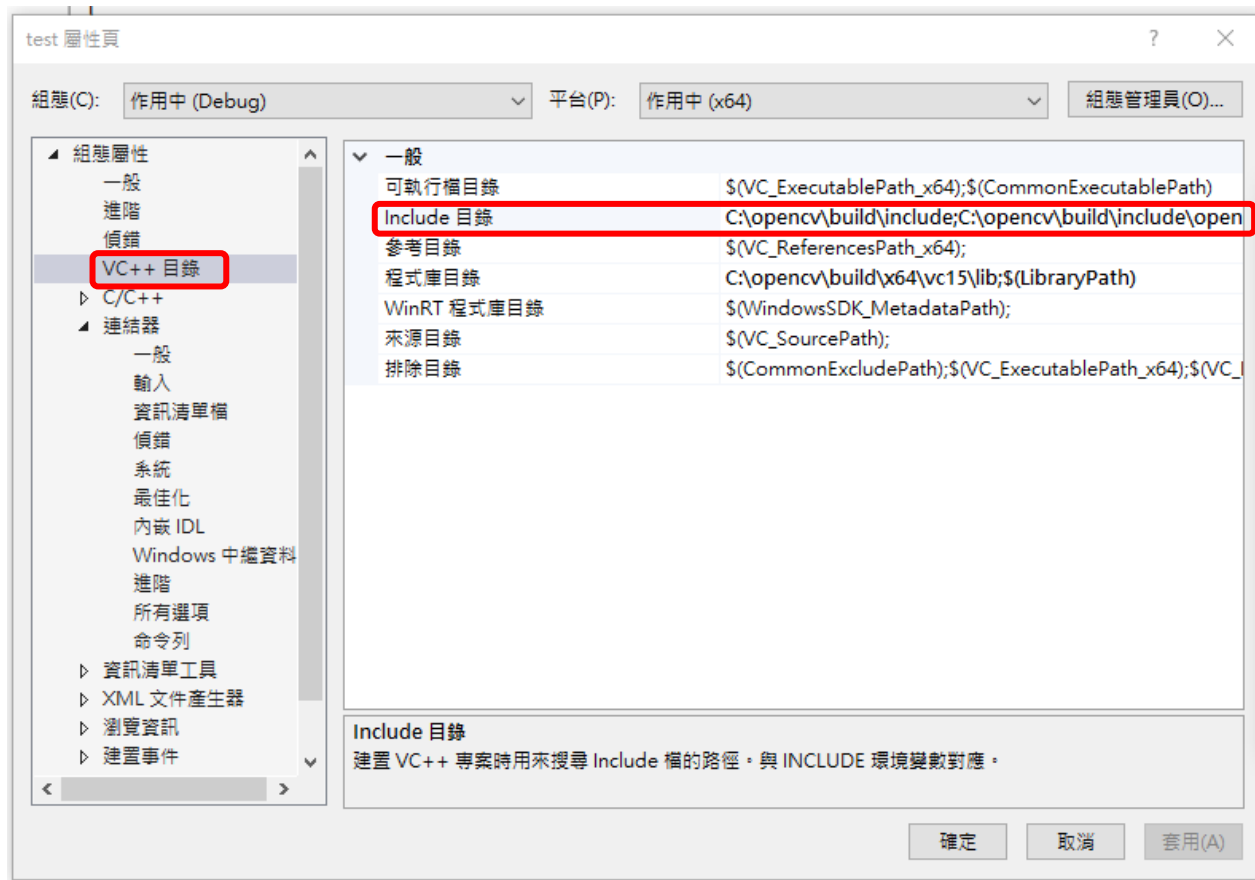 test 屬性頁
組態(C): 作用中 (Debug) 平台(P): 作用中 (x64) 組態管理員(O)...
組態屬性
一般
進階
偵錯
VC++ 目錄
C/C++
連結器
一般
輸入
資訊清單檔
偵錯
系統
最佳化
內嵌 IDL
Windows 中繼資料
進階
所有選項
命令列
資訊清單工具
XML 文件產生器
瀏覽資訊
建置事件
一般
可執行檔目錄 $(VC_ExecutablePath_x64);$(CommonExecutablePath)
Include 目錄 C:\opencv\build\include;C:\opencv\build\include\open
參考目錄 $(VC_ReferencesPath_x64);
程式庫目錄 C:\opencv\build\x64\vc15\lib;$(LibraryPath)
WinRT 程式庫目錄 $(WindowsSDK_MetadataPath);
來源目錄 $(VC_SourcePath);
排除目錄 $(CommonExcludePath);$(VC_ExecutablePath_x64);$(VC_I
Include 目錄
建置 VC++ 專案時用來搜尋 Include 檔的路徑。與 INCLUDE 環境變數對應。
確定 取消 套用(A)